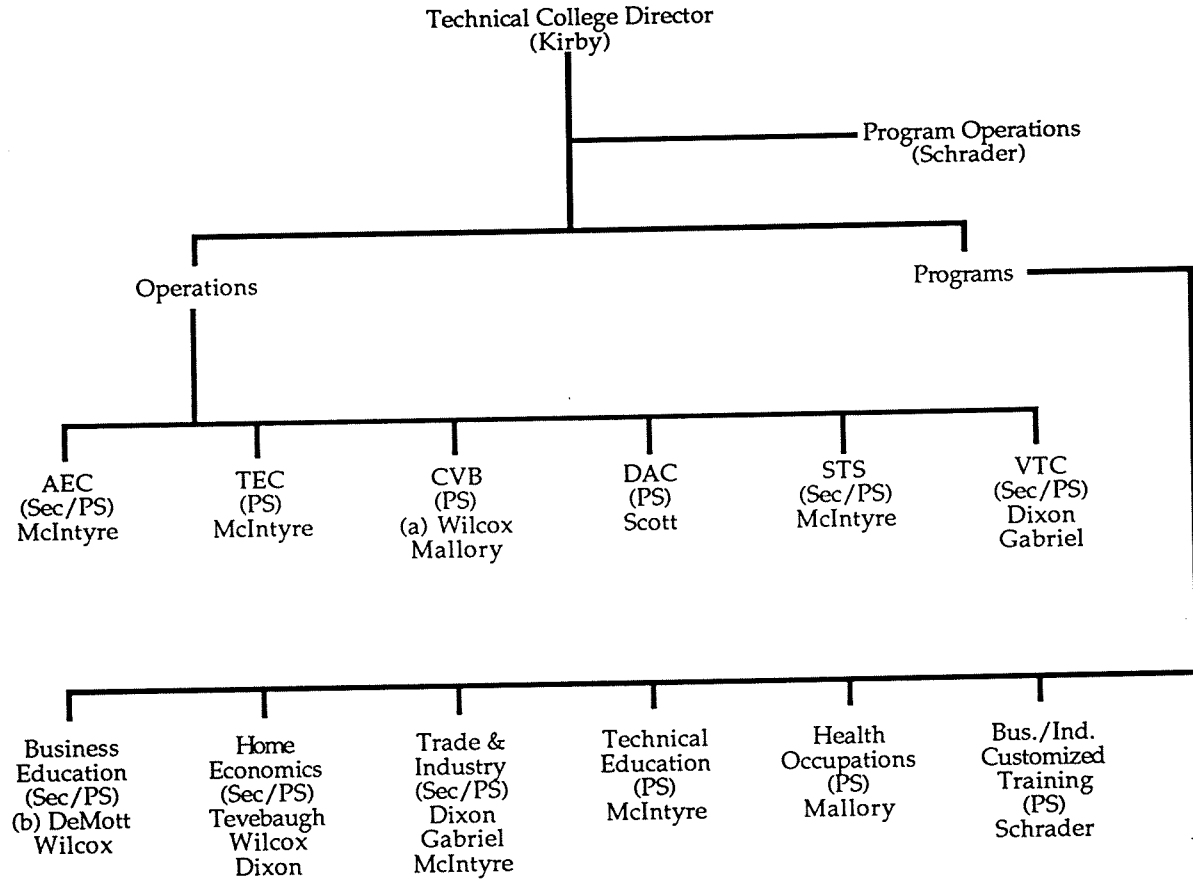 Technical College Director
(Kirby)
Program Operations
(Schrader)
Operations
Programs
AEC
(Sec/PS)
McIntyre
TEC
(PS)
McIntyre
CVB
(PS)
(a) Wilcox
Mallory
DAC
(PS)
Scott
STS
(Sec/PS)
McIntyre
VTC
(Sec/PS)
Dixon
Gabriel
Business
Education
(Sec/PS)
(b) DeMott
Wilcox
Home
Economics
(Sec/PS)
Tevebaugh
Wilcox
Dixon
Trade &
Industry
(Sec/PS)
Dixon
Gabriel
McIntyre
Technical
Education
(PS)
McIntyre
Health
Occupations
(PS)
Mallory
Bus./Ind.
Customized
Training
(PS)
Schrader